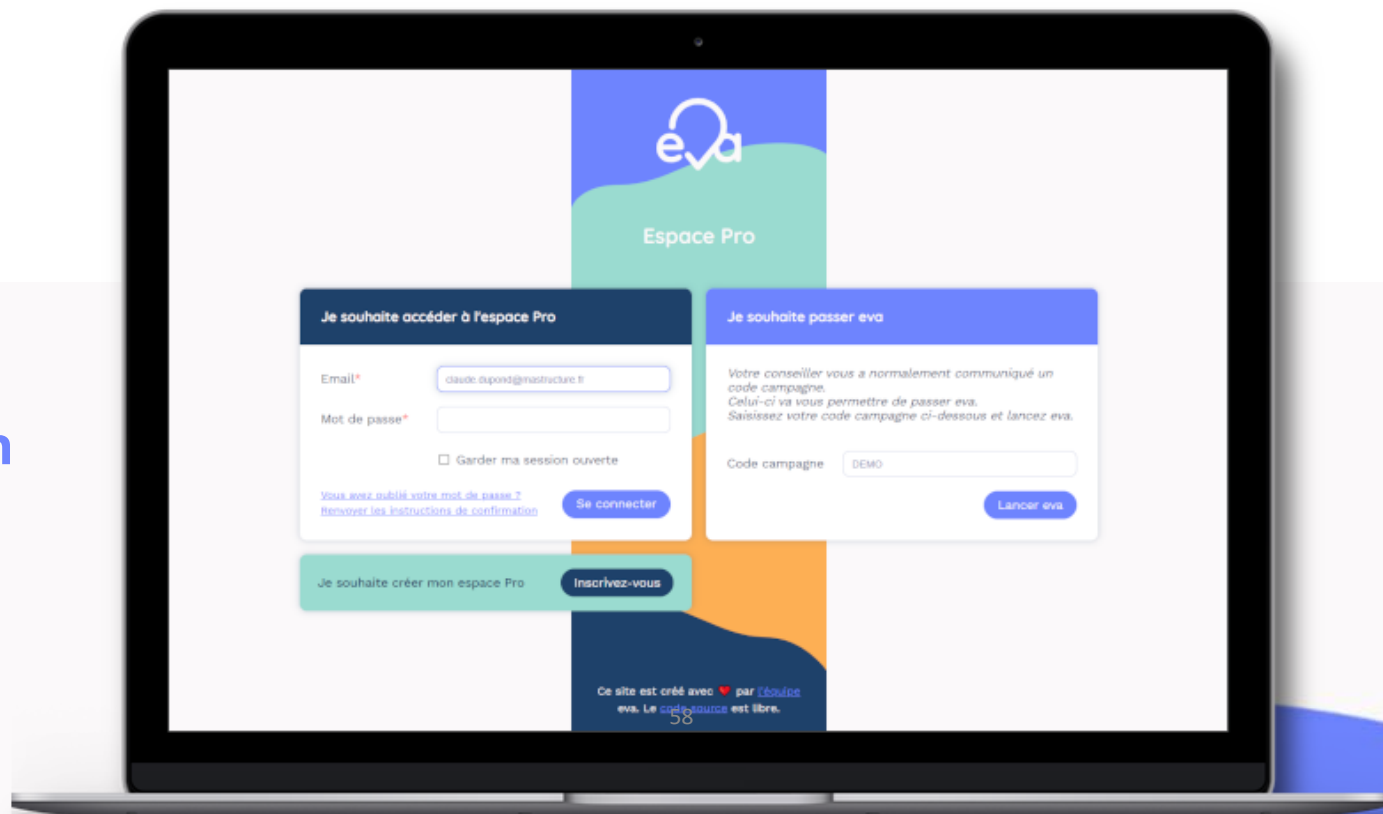 eva
Espace Pro
Je souhaite accéder à l'espace Pro
Email*
claude.dupond@mastructure.fr
Mot de passe*
Garder ma session ouverte
Vous avez oublié votre mot de passe ?
Renvoyer les instructions de confirmation
Se connecter
Je souhaite créer mon espace Pro
Inscrivez-vous
Je souhaite passer eva
Votre conseiller vous a normalement communiqué un
code campagne.
Celui-ci va vous permettre de passer eva.
Saisissez votre code campagne ci-dessous et lancez eva.
Code campagne
DEMO
Lancer eva
Ce site est créé avec ❤ par l'équipe
eva. Le code source est libre.
58